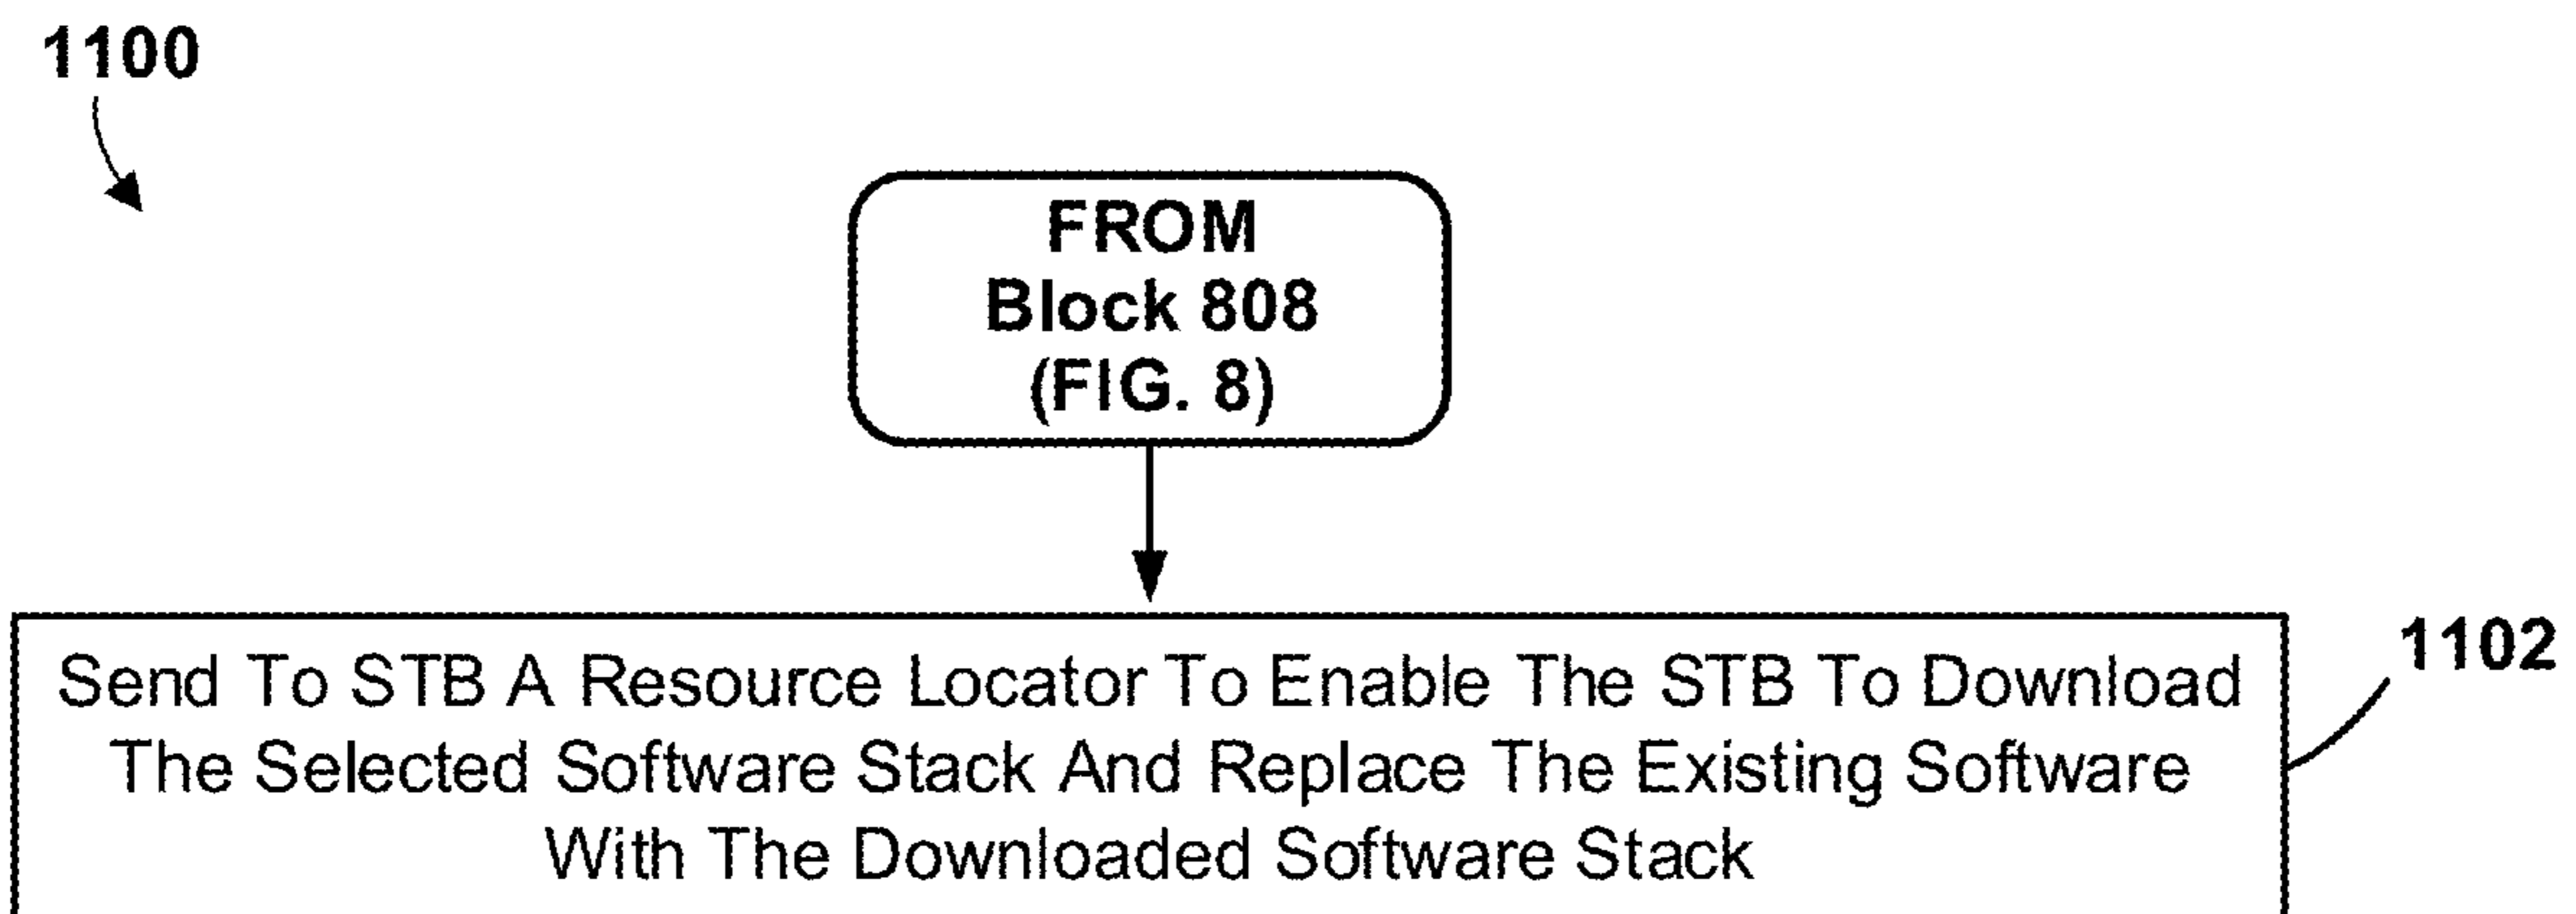 1100
FROM
Block 808
(FIG. 8)
1102
Send To STB A Resource Locator To Enable The STB To Download
The Selected Software Stack And Replace The Existing Software
With The Downloaded Software Stack